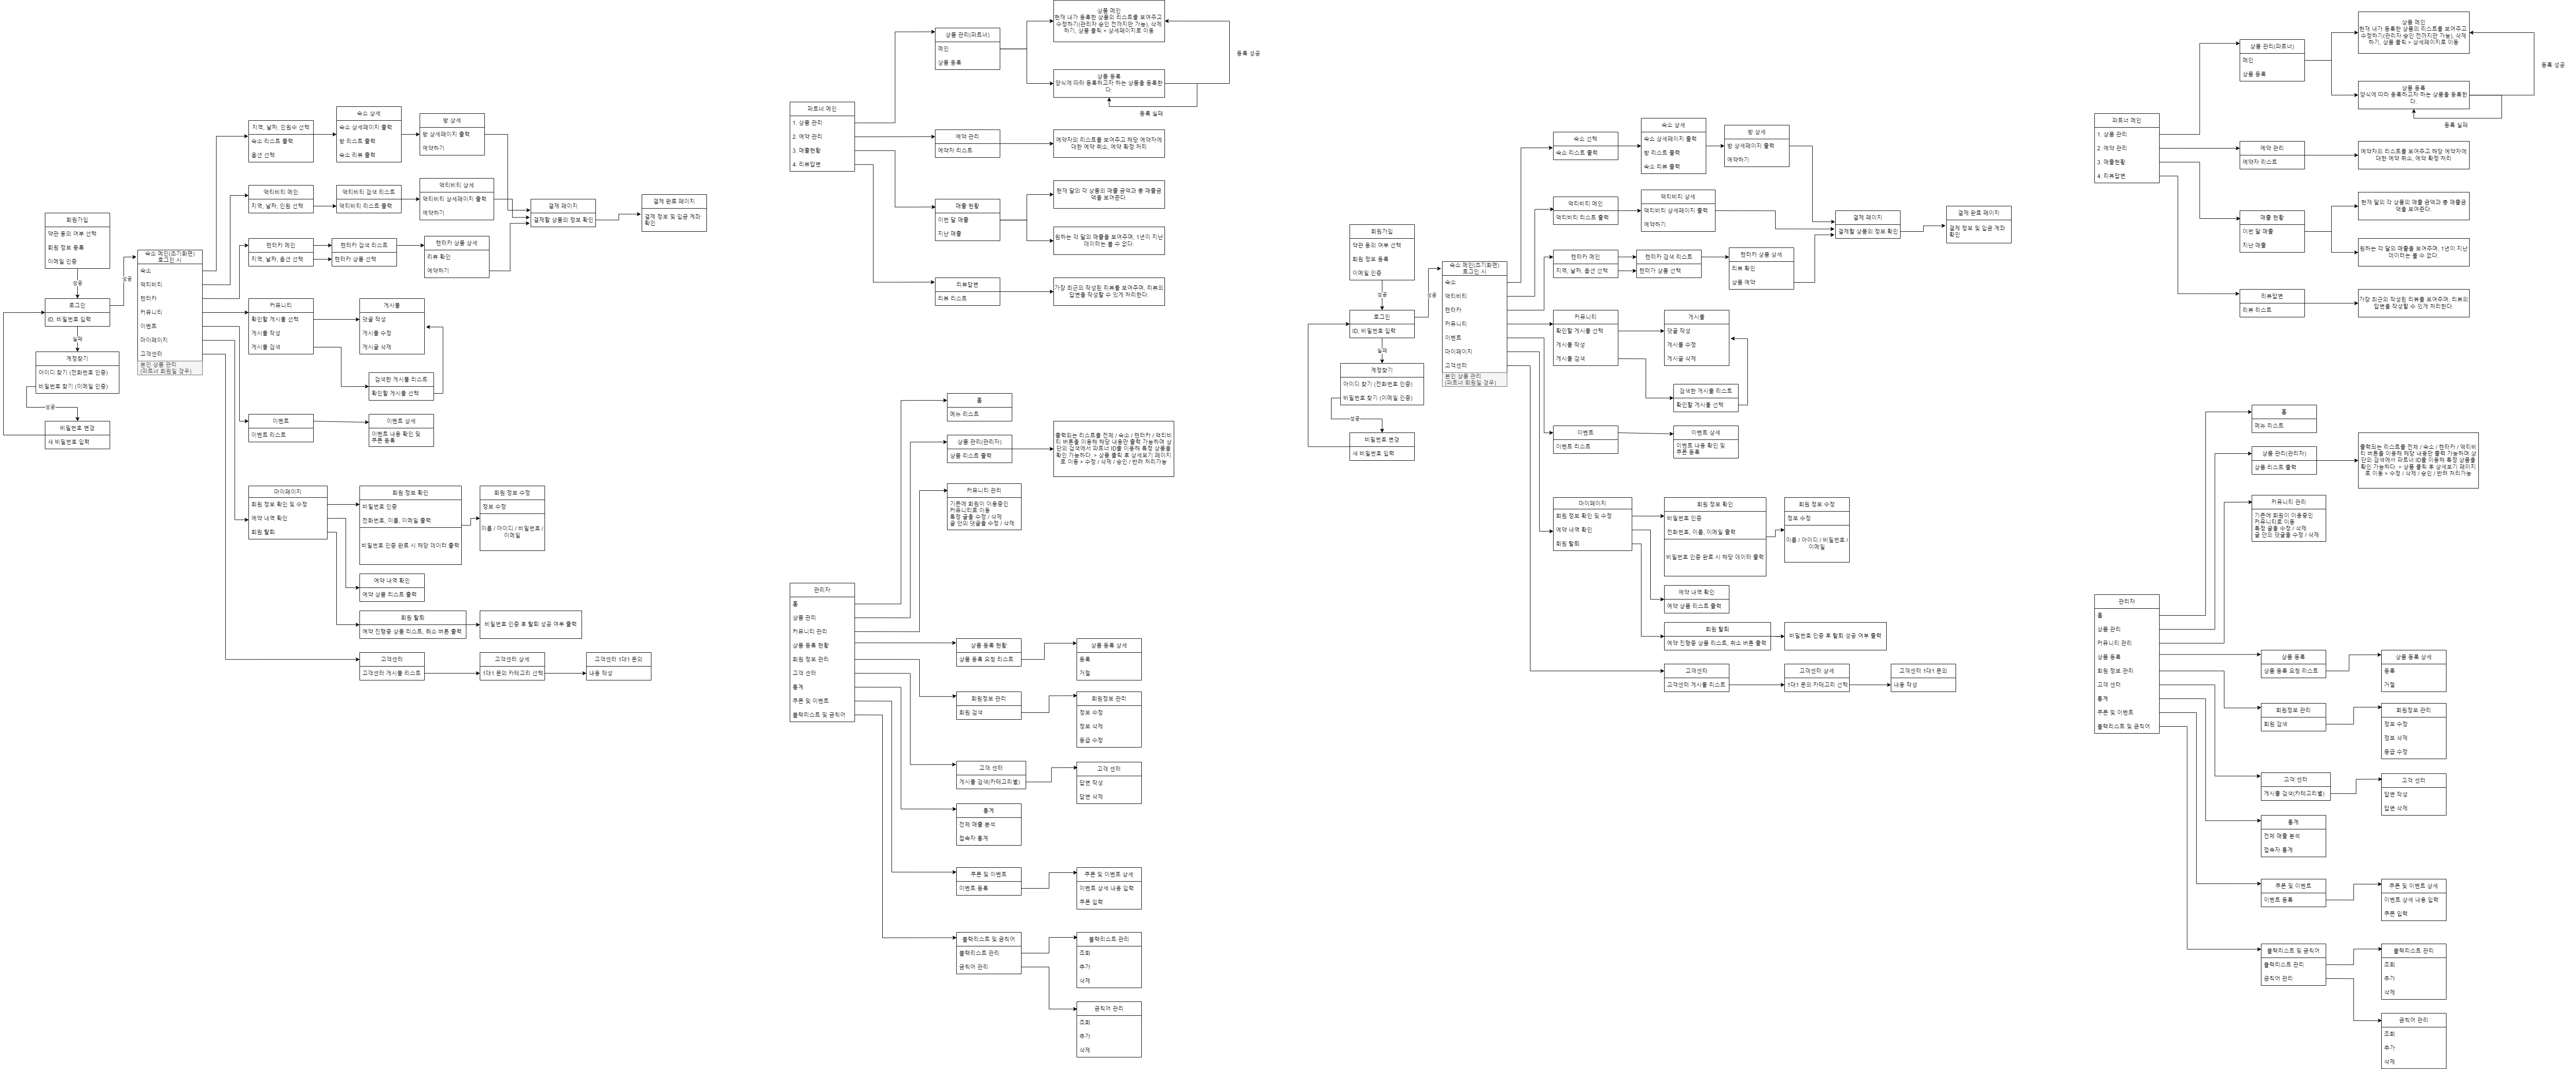 회원가입
약관 동의 여부 선택
회원 정보 등록
이메일 인증
성공
로그인
ID, 비밀번호 입력
실패
계정찾기
아이디 찾기 (전화번호 인증)
비밀번호 찾기 (이메일 인증)
성공
비밀번호 변경
새 비밀번호 입력
성공
숙소 메인(초기화면)
로그인 시
숙소
액티비티
렌터카
커뮤니티
이벤트
마이페이지
고객센터
본인 상품 관리
(파트너 회원일 경우)
지역, 날짜, 인원수 선택
숙소 리스트 출력
옵션 선택
숙소 상세
숙소 상세페이지 출력
방 리스트 출력
숙소 리뷰 출력
방 상세
방 상세페이지 출력
예약하기
액티비티 메인
지역, 날짜, 인원 선택
액티비티 검색 리스트
액티비티 리스트 출력
액티비티 상세
액티비티 상세페이지 출력
예약하기
렌터카 메인
지역, 날짜, 옵션 선택
렌터카 검색 리스트
렌터카 상품 선택
렌터카 상품 상세
리뷰 확인
예약하기
결제 페이지
결제할 상품의 정보 확인
결제 완료 페이지
결제 정보 및 입금 계좌
확인
커뮤니티
확인할 게시물 선택
게시물 작성
게시물 검색
게시물
댓글 작성
게시물 수정
게시글 삭제
검색한 게시물 리스트
확인할 게시물 선택
이벤트
이벤트 리스트
이벤트 상세
이벤트 내용 확인 및
쿠폰 등록
마이페이지
회원 정보 확인 및 수정
예약 내역 확인
회원 탈퇴
회원 정보 확인
비밀번호 인증
전화번호, 이름, 이메일 출력
비밀번호 인증 완료 시 해당 데이터 출력
회원 정보 수정
정보 수정
이름 / 아이디 / 비밀번호 /
이메일
예약 내역 확인
예약 상품 리스트 출력
회원 탈퇴
예약 진행중 상품 리스트, 취소 버튼 출력
비밀번호 인증 후 탈퇴 성공 여부 출력
고객센터
고객센터 게시물 리스트
고객센터 상세
1대1 문의 카테고리 선택
고객센터 1대1 문의
내용 작성
파트너 메인
1. 상품 관리
2. 예약 관리
3. 매출현황
4. 리뷰답변
상품 관리(파트너)
메인
상품 등록
상품 메인
현재 내가 등록한 상품의 리스트를 보여주고
수정하기(관리자 승인 전까지만 가능), 삭제
하기, 상품 클릭 > 상세페이지로 이동
상품 등록
양식에 따라 등록하고자 하는 상품을 등록한
다.
등록 성공
등록 실패
예약 관리
예약자 리스트
예약자의 리스트를 보여주고 해당 예약자에
대한 예약 취소, 예약 확정 처리
매출 현황
이번 달 매출
지난 매출
현재 달의 각 상품의 매출 금액과 총 매출금
액을 보여준다.
원하는 각 달의 매출을 보여주며, 1년이 지난
데이터는 볼 수 없다.
리뷰답변
리뷰 리스트
가장 최근의 작성된 리뷰를 보여주며, 리뷰의
답변을 작성할 수 있게 처리한다.
관리자
홈
상품 관리
커뮤니티 관리
상품 등록 현황
회원 정보 관리
고객 센터
통계
쿠폰 및 이벤트
블랙리스트 및 금칙어
홈
메뉴 리스트
상품 관리(관리자)
상품 리스트 출력
출력되는 리스트를 전체 / 숙소 / 렌터카 / 액티비
티 버튼을 이용해 해당 내용만 출력 가능하며 상
단의 검색에서 파트너 ID를 이용해 특정 상품을
확인 가능하다. > 상품 클릭 후 상세보기 페이지
로 이동 > 수정 / 삭제 / 승인 / 반려 처리가능
커뮤니티 관리
기존에 회원이 이용중인
커뮤니티로 이동
특정 글을 수정 / 삭제
글 안의 댓글을 수정 / 삭제
상품 등록 현황
상품 등록 요청 리스트
상품 등록 상세
등록
거절
회원정보 관리
회원 검색
회원정보 관리
정보 수정
정보 삭제
등급 수정
고객 센터
게시물 검색(카테고리별)
고객 센터
답변 작성
답변 삭제
통계
전체 매출 분석
접속자 통계
쿠폰 및 이벤트
이벤트 등록
쿠폰 및 이벤트 상세
이벤트 상세 내용 입력
쿠폰 입력
블랙리스트 및 금칙어
블랙리스트 관리
금칙어 관리
블랙리스트 관리
조회
추가
삭제
금칙어 관리
조회
추가
삭제
회원가입
약관 동의 여부 선택
회원 정보 등록
이메일 인증
성공
로그인
ID, 비밀번호 입력
실패
계정찾기
아이디 찾기 (전화번호 인증)
비밀번호 찾기 (이메일 인증)
성공
비밀번호 변경
새 비밀번호 입력
성공
숙소 메인(초기화면)
로그인 시
숙소
액티비티
렌터카
커뮤니티
이벤트
마이페이지
고객센터
본인 상품 관리
(파트너 회원일 경우)
숙소 선택
숙소 리스트 출력
숙소 상세
숙소 상세페이지 출력
방 리스트 출력
숙소 리뷰 출력
방 상세
방 상세페이지 출력
예약하기
액티비티 메인
액티비티 리스트 출력
액티비티 상세
액티비티 상세페이지 출력
예약하기
렌터카 메인
지역, 날짜, 옵션 선택
렌터카 검색 리스트
렌터가 상품 선택
렌터카 상품 상세
리뷰 확인
상품 예약
결제 페이지
결제할 상품의 정보 확인
결제 완료 페이지
결제 정보 및 입금 계좌
확인
커뮤니티
확인할 게시물 선택
게시물 작성
게시물 검색
게시물
댓글 작성
게시물 수정
게시글 삭제
검색한 게시물 리스트
확인할 게시물 선택
이벤트
이벤트 리스트
이벤트 상세
이벤트 내용 확인 및
쿠폰 등록
마이페이지
회원 정보 확인 및 수정
예약 내역 확인
회원 탈퇴
회원 정보 확인
비밀번호 인증
전화번호, 이름, 이메일 출력
비밀번호 인증 완료 시 해당 데이터 출력
회원 정보 수정
정보 수정
이름 / 아이디 / 비밀번호 /
이메일
예약 내역 확인
예약 상품 리스트 출력
회원 탈퇴
예약 진행중 상품 리스트, 취소 버튼 출력
비밀번호 인증 후 탈퇴 성공 여부 출력
고객센터
고객센터 게시물 리스트
고객센터 상세
1대1 문의 카테고리 선택
고객센터 1대1 문의
내용 작성
파트너 메인
1. 상품 관리
2. 예약 관리
3. 매출현황
4. 리뷰답변
상품 관리(파트너)
메인
상품 등록
상품 메인
현재 내가 등록한 상품의 리스트를 보여주고
수정하기(관리자 승인 전까지만 가능), 삭제
하기, 상품 클릭 > 상세페이지로 이동
상품 등록
양식에 따라 등록하고자 하는 상품을 등록한
다.
등록 성공
등록 실패
예약 관리
예약자 리스트
예약자의 리스트를 보여주고 해당 예약자에
대한 예약 취소, 예약 확정 처리
매출 현황
이번 달 매출
지난 매출
현재 달의 각 상품의 매출 금액과 총 매출금
액을 보여준다.
원하는 각 달의 매출을 보여주며, 1년이 지난
데이터는 볼 수 없다.
리뷰답변
리뷰 리스트
가장 최근의 작성된 리뷰를 보여주며, 리뷰의
답변을 작성할 수 있게 처리한다.
관리자
홈
상품 관리
커뮤니티 관리
상품 등록
회원 정보 관리
고객 센터
통계
쿠폰 및 이벤트
블랙리스트 및 금칙어
홈
메뉴 리스트
상품 관리(관리자)
상품 리스트 출력
출력되는 리스트를 전체 / 숙소 / 렌터카 / 액티비
티 버튼을 이용해 해당 내용만 출력 가능하며 상
단의 검색에서 파트너 ID를 이용해 특정 상품을
확인 가능하다. > 상품 클릭 후 상세보기 페이지
로 이동 > 수정 / 삭제 / 승인 / 반려 처리가능
커뮤니티 관리
기존에 회원이 이용중인
커뮤니티로 이동
특정 글을 수정 / 삭제
글 안의 댓글을 수정 / 삭제
상품 등록
상품 등록 요청 리스트
상품 등록 상세
등록
거절
회원정보 관리
회원 검색
회원정보 관리
정보 수정
정보 삭제
등급 수정
고객 센터
게시물 검색(카테고리별)
고객 센터
답변 작성
답변 삭제
통계
전체 매출 분석
접속자 통계
쿠폰 및 이벤트
이벤트 등록
쿠폰 및 이벤트 상세
이벤트 상세 내용 입력
쿠폰 입력
블랙리스트 및 금칙어
블랙리스트 관리
금칙어 관리
블랙리스트 관리
조회
추가
삭제
금칙어 관리
조회
추가
삭제